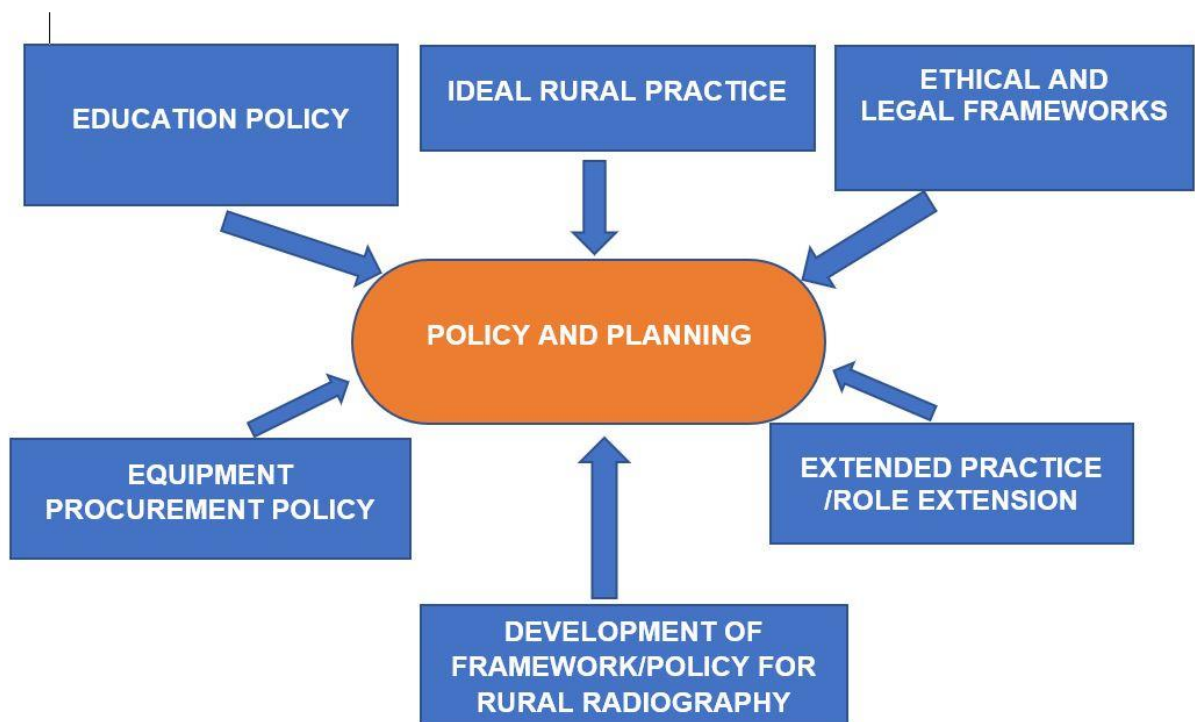 EDUCATION POLICY
IDEAL RURAL PRACTICE
ETHICAL AND
LEGAL FRAMEWORKS
POLICY AND PLANNING
EQUIPMENT
PROCUREMENT POLICY
EXTENDED PRACTICE
/ROLE EXTENSION
DEVELOPMENT OF
FRAMEWORK/POLICY FOR
RURAL RADIOGRAPHY